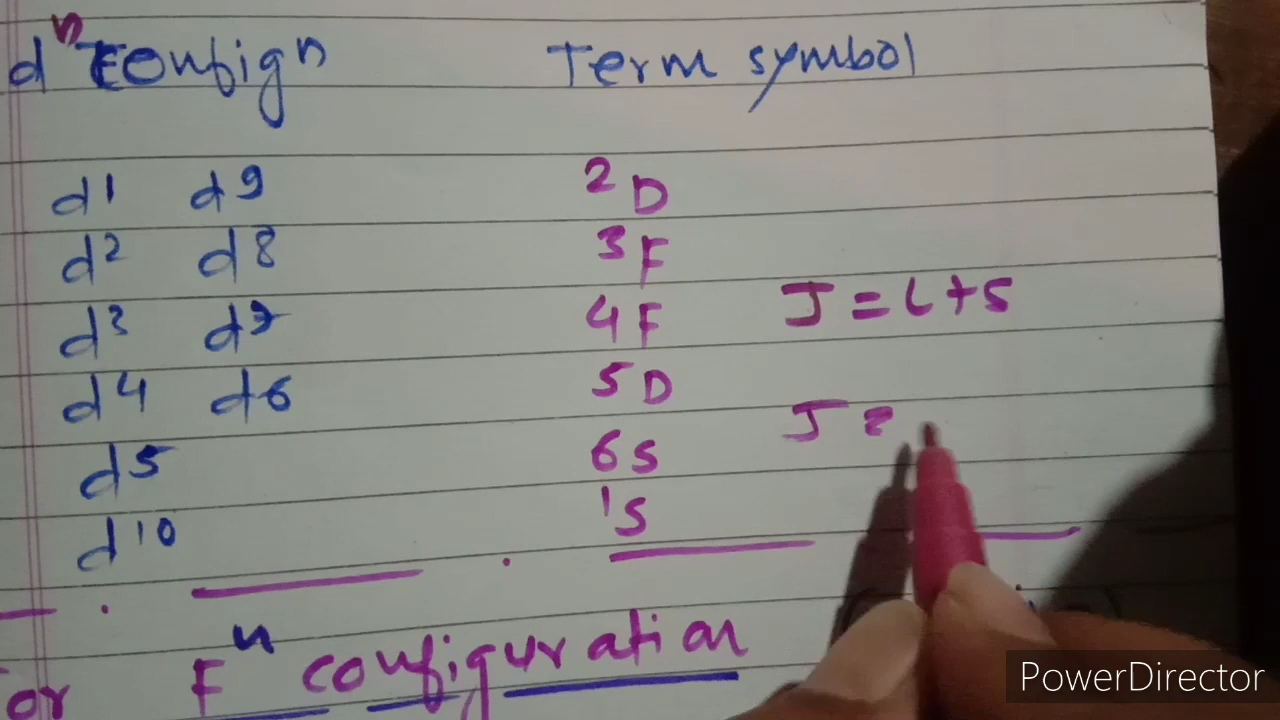 dⁿ Configⁿ Term symbol
d1 d9 2D
d2 d8 3F
d3 d7 4F J = L+S
d4 d6 5D
J =
d5 6S
d10 1S
For Fⁿ configuration
PowerDirector